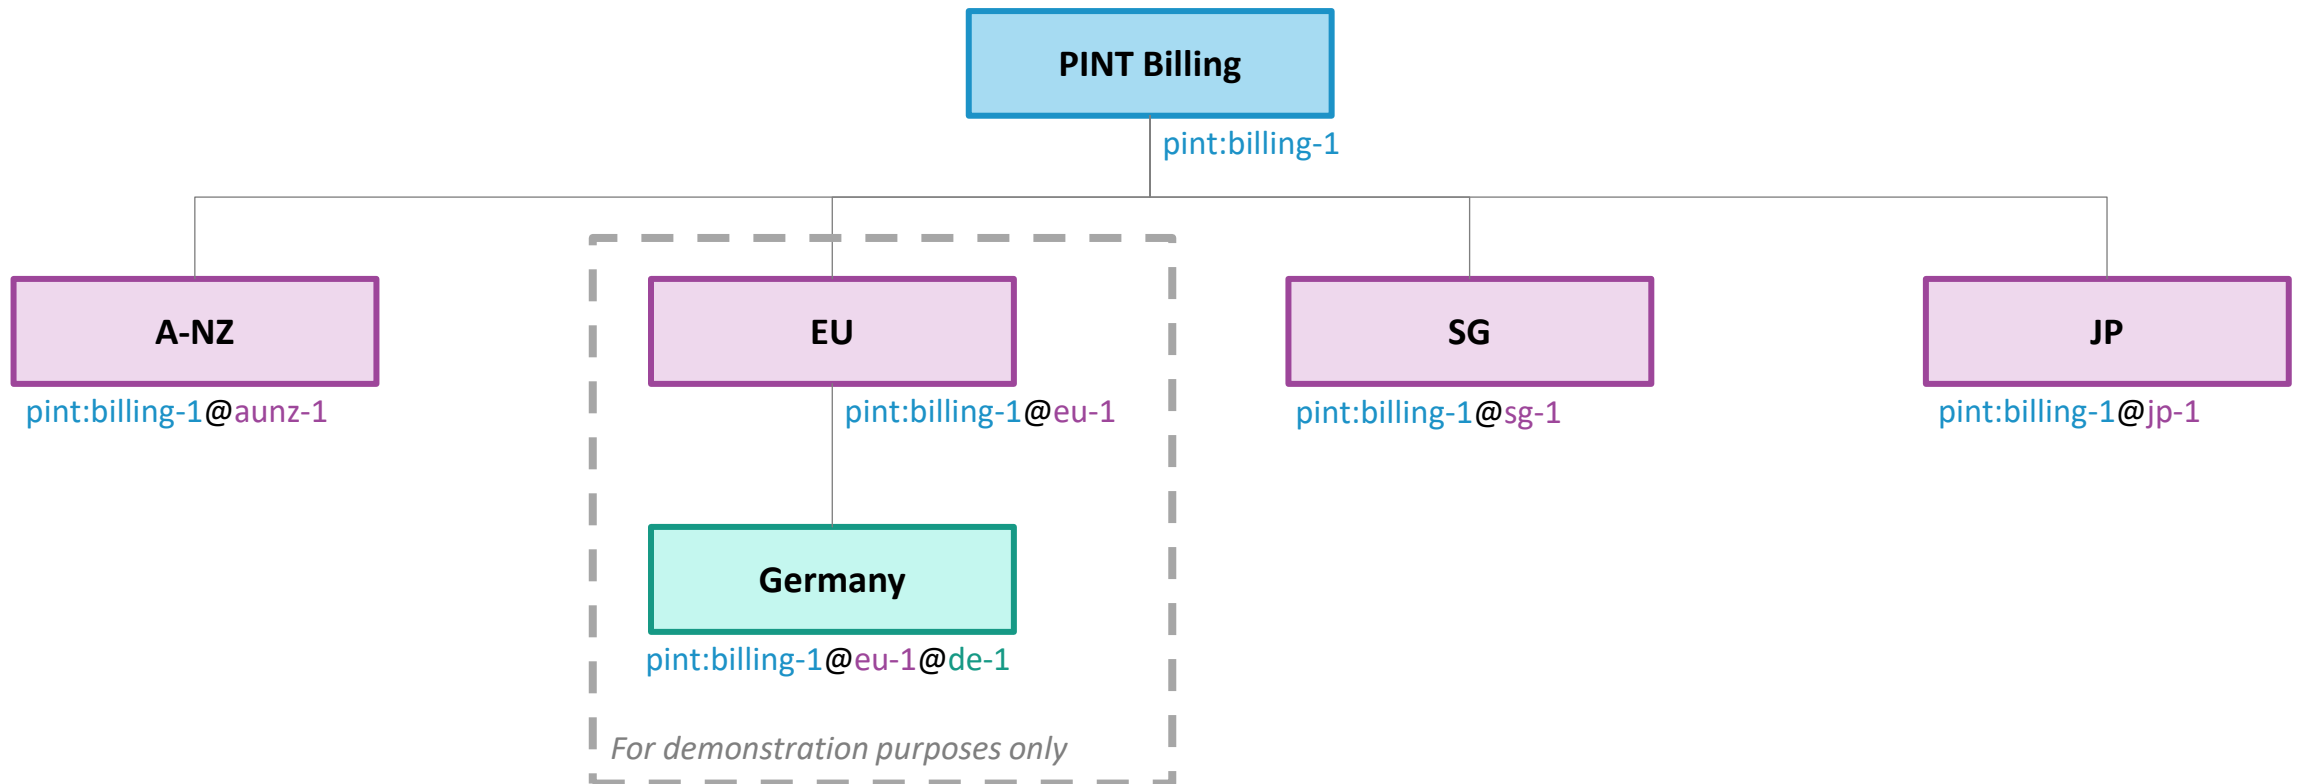 PINT Billing
pint:billing-1
A-NZ
EU
SG
JP
pint:billing-1@aunz-1
pint:billing-1@eu-1
pint:billing-1@sg-1
pint:billing-1@jp-1
Germany
pint:billing-1@eu-1@de-1
For demonstration purposes only